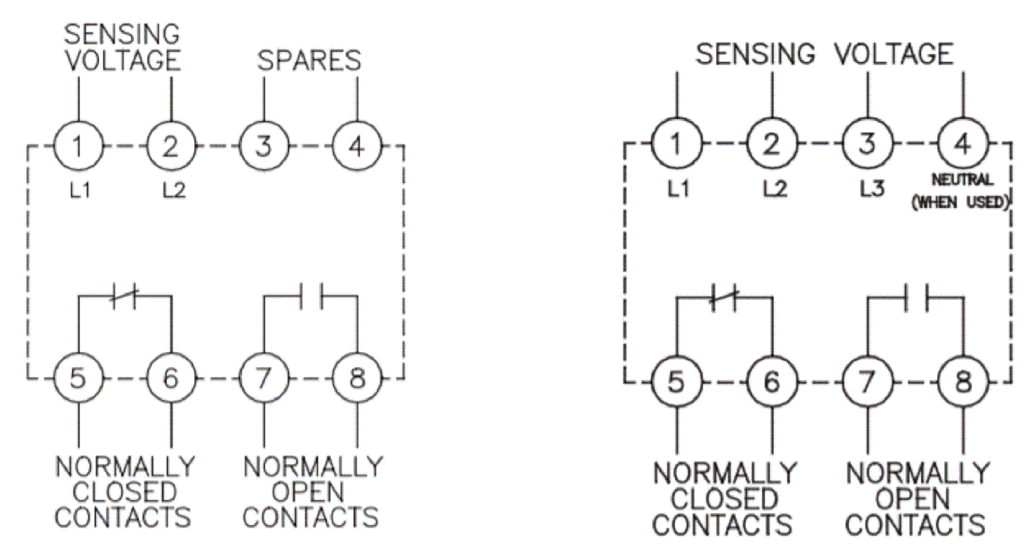 SENSING
VOLTAGE
SPARES
1
2
3
4
L1
L2
5
6
7
8
NORMALLY
CLOSED
CONTACTS
NORMALLY
OPEN
CONTACTS
SENSING VOLTAGE
1
2
3
4
L1
L2
L3
NEUTRAL
(WHEN USED)
5
6
7
8
NORMALLY
CLOSED
CONTACTS
NORMALLY
OPEN
CONTACTS